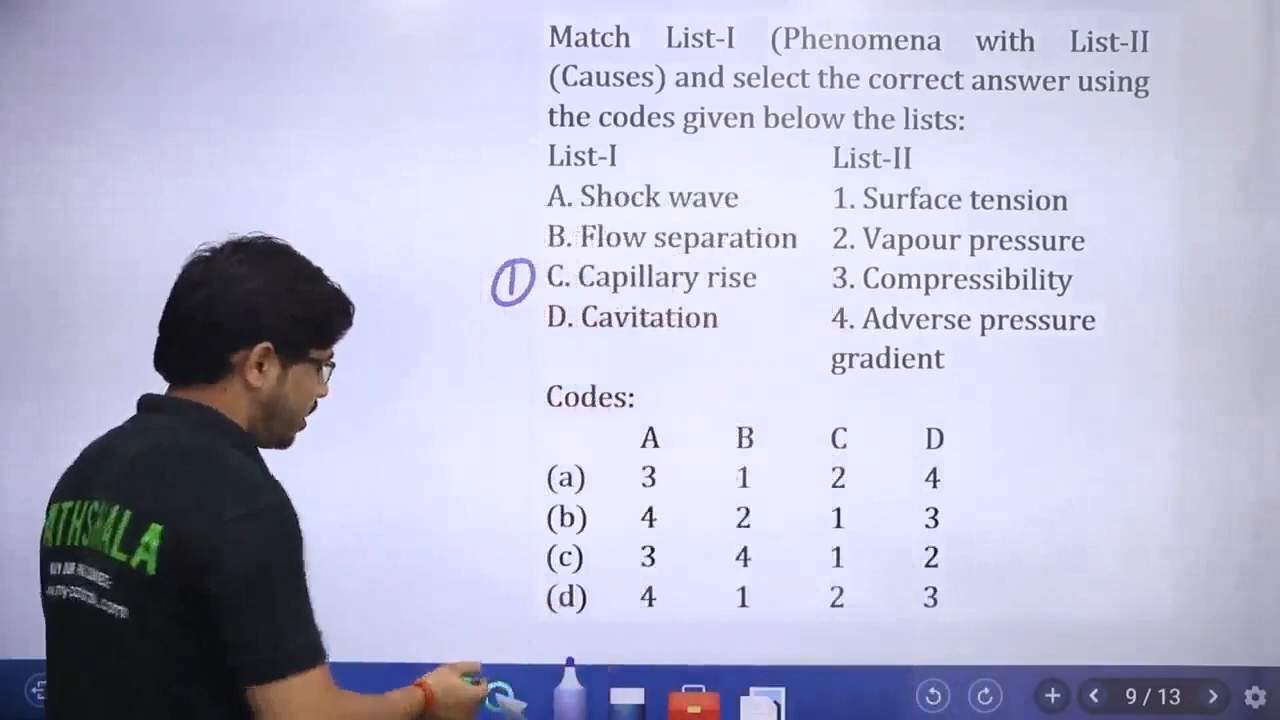 Match List-I (Phenomena with List-II
(Causes) and select the correct answer using
the codes given below the lists:
List-I List-II
A. Shock wave 1. Surface tension
B. Flow separation 2. Vapour pressure
① C. Capillary rise 3. Compressibility
D. Cavitation 4. Adverse pressure
gradient
Codes:
A B C D
(a) 3 1 2 4
(b) 4 2 1 3
(c) 3 4 1 2
(d) 4 1 2 3
ATHSHALA
9 / 13